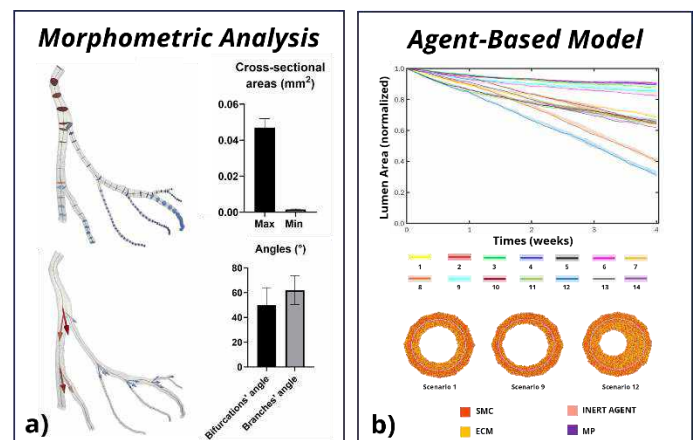 Morphometric Analysis
Cross-sectional
areas (mm²)
0.06
0.04
0.02
0.00
Max
Min
Angles (°)
80
60
40
20
0
Bifurcations' angle
Branches' angle
a)
Agent-Based Model
Lumen Area (normalized)
1.0
0.8
0.6
0.4
0.2
0.0
0
1
2
3
4
Times (weeks)
1
2
3
4
5
6
7
8
9
10
11
12
13
14
Scenario 1
Scenario 9
Scenario 12
SMC
INERT AGENT
ECM
MP
b)